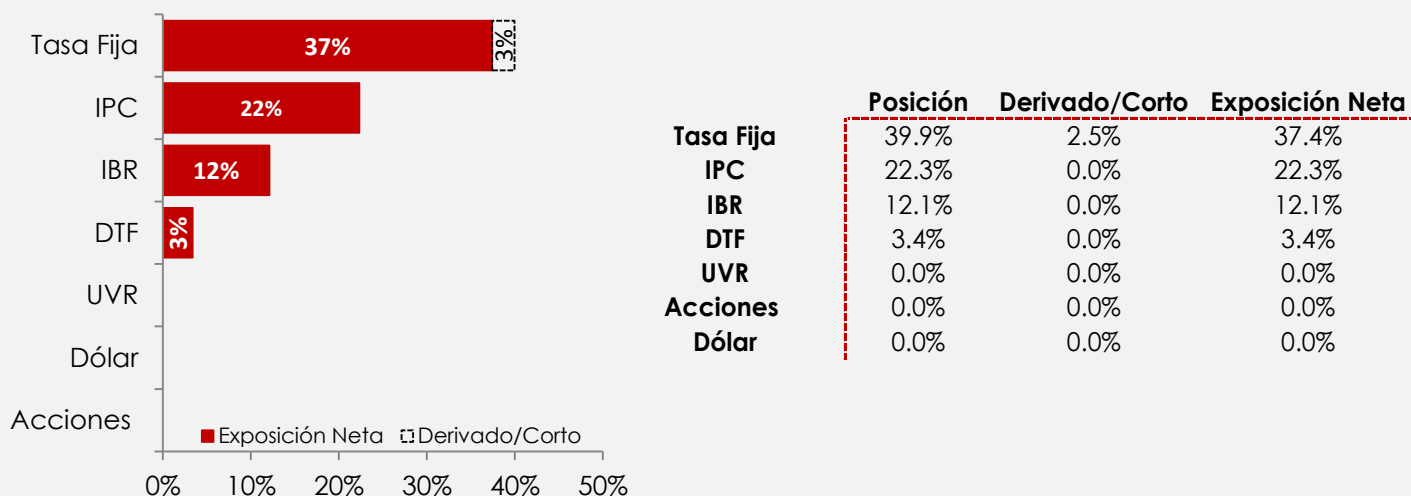 Tasa Fija
37%
3%
IPC
22%
IBR
12%
DTF
3%
UVR
Dólar
Acciones
Exposición Neta Derivado/Corto
0% 10% 20% 30% 40% 50%
Posición Derivado/Corto Exposición Neta
Tasa Fija 39.9% 2.5% 37.4%
IPC 22.3% 0.0% 22.3%
IBR 12.1% 0.0% 12.1%
DTF 3.4% 0.0% 3.4%
UVR 0.0% 0.0% 0.0%
Acciones 0.0% 0.0% 0.0%
Dólar 0.0% 0.0% 0.0%